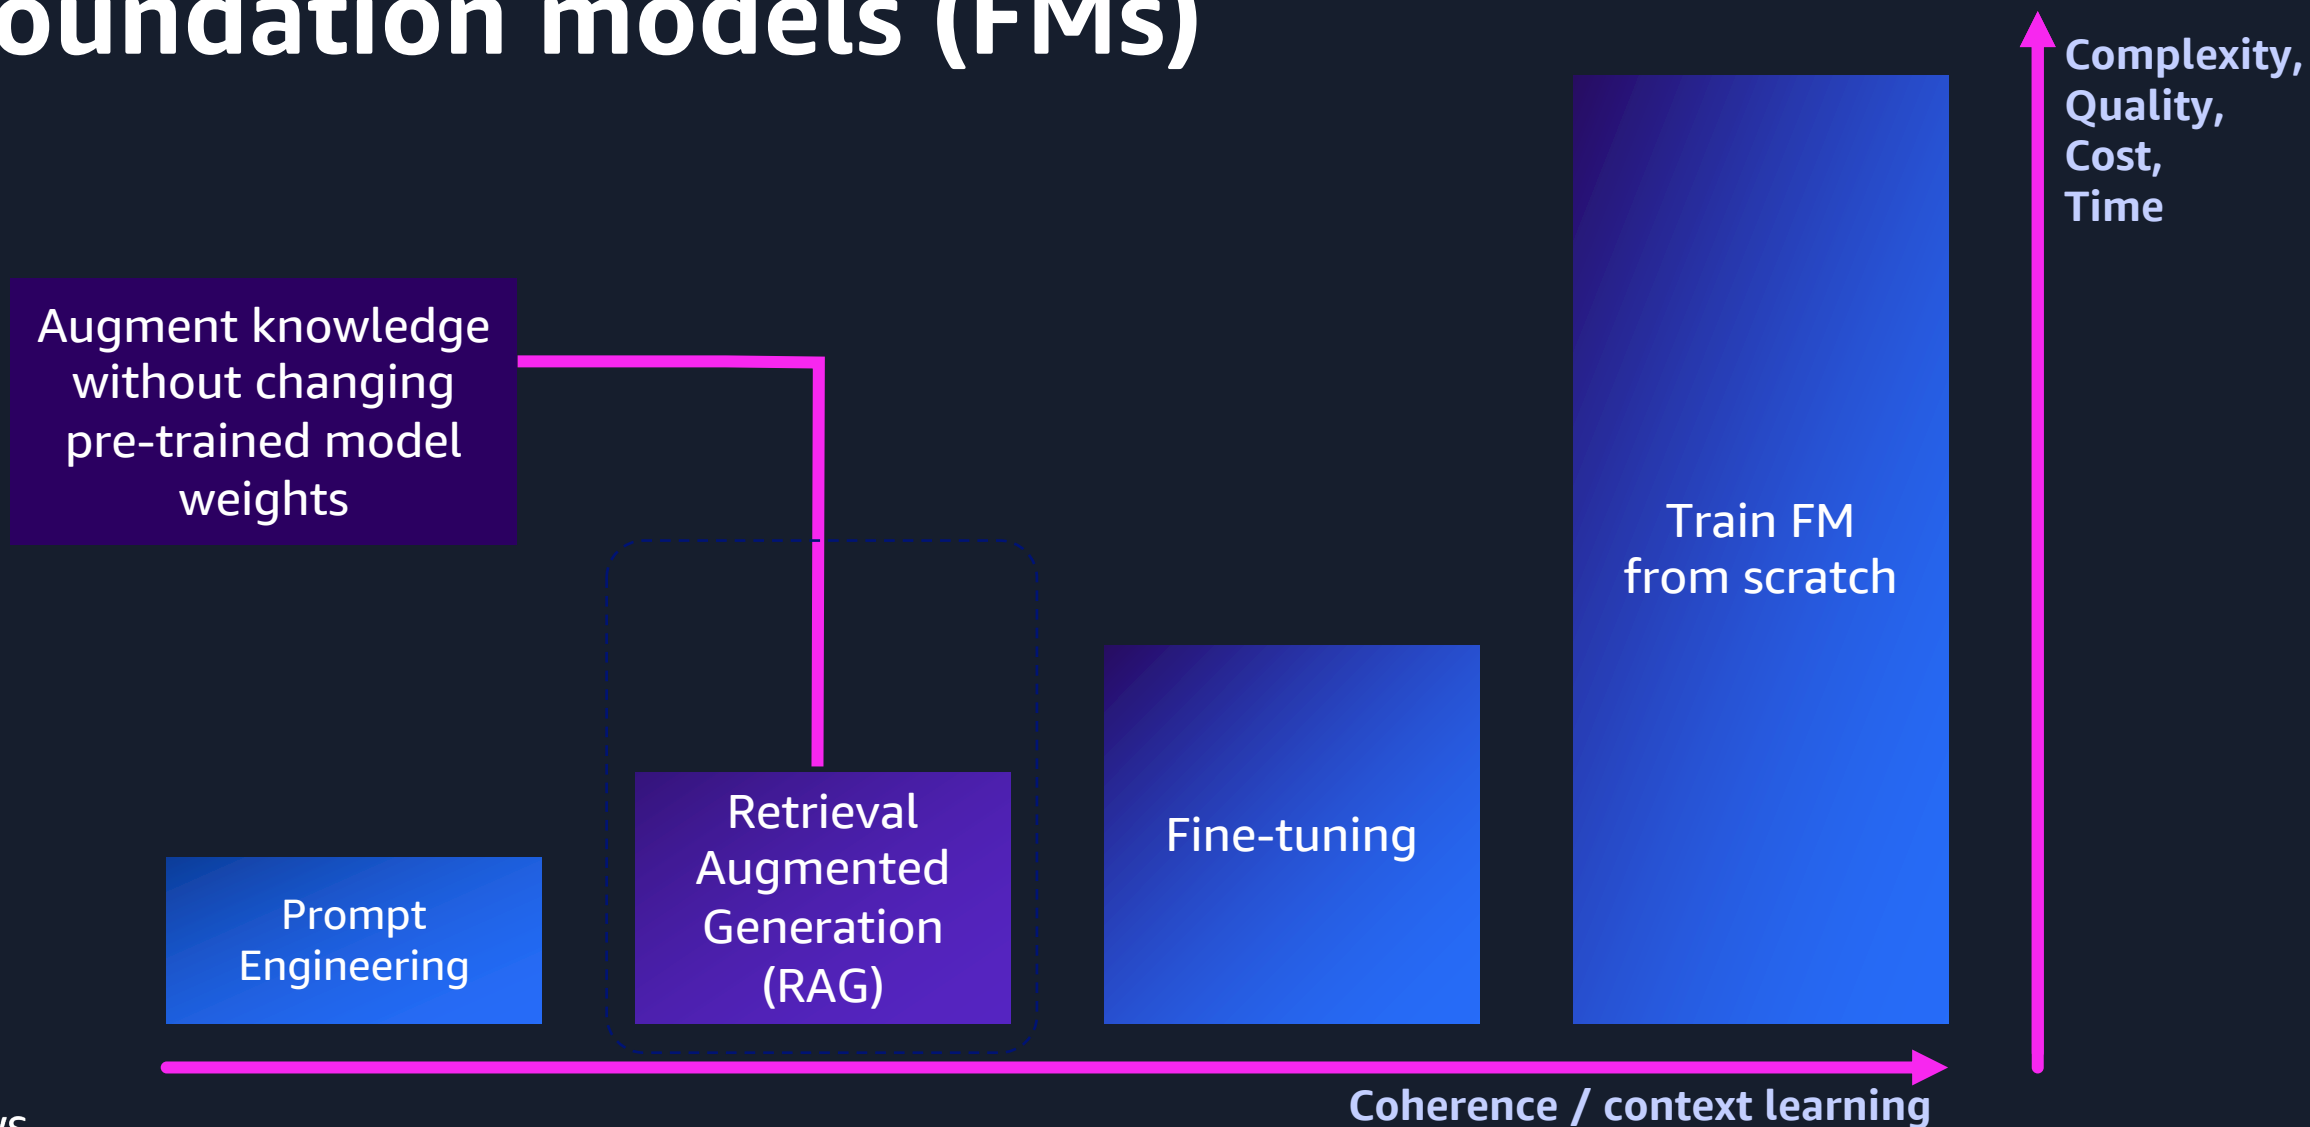 oundation models (FMs)
Complexity,
Quality,
Cost,
Time
Augment knowledge
without changing
pre-trained model
weights
Train FM
from scratch
Retrieval
Augmented
Generation
(RAG)
Fine-tuning
Prompt
Engineering
Coherence / context learning